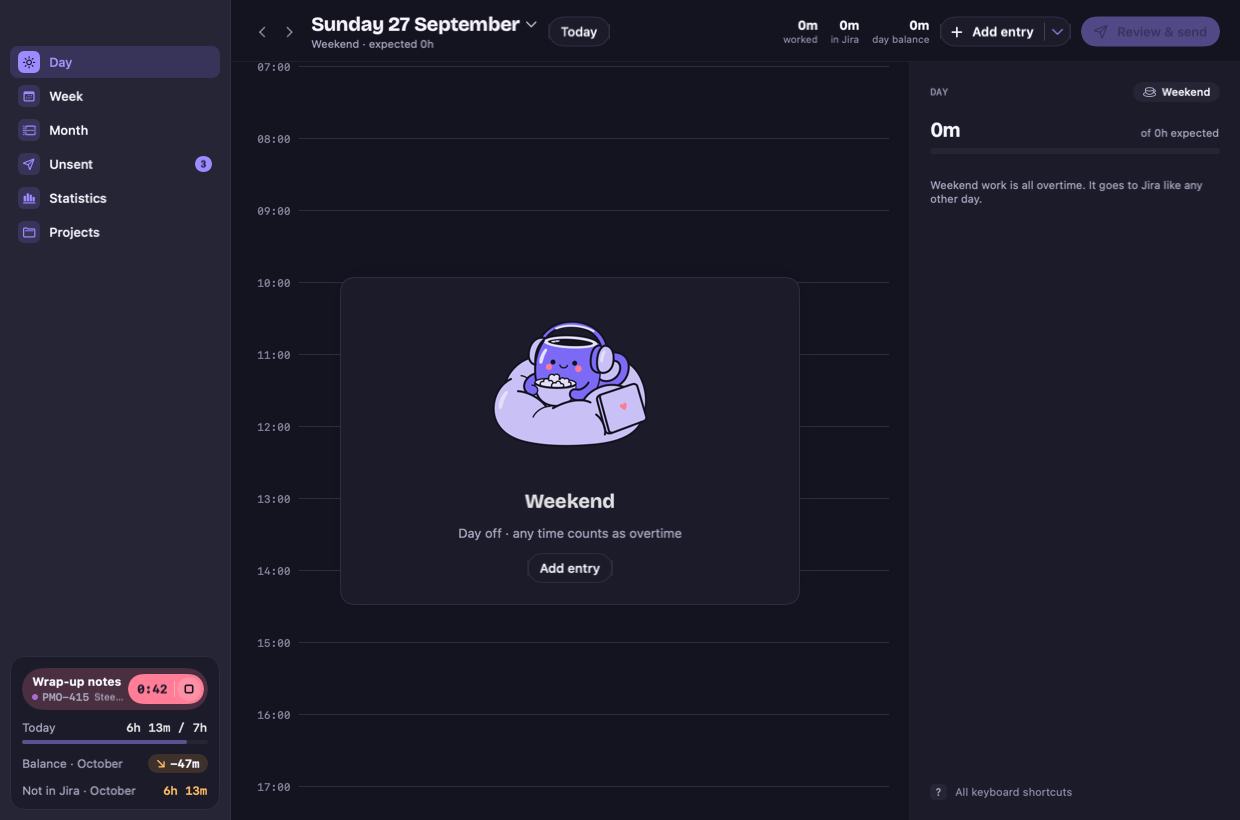 Day
Week
Month
Unsent 3
Statistics
Projects
Wrap-up notes
PMO-415 Stee...
0:42
Today 6h 13m / 7h
Balance · October −47m
Not in Jira · October 6h 13m
Sunday 27 September
Weekend · expected 0h
Today
0m worked
0m in Jira
0m day balance
Add entry
Review & send
07:00
08:00
09:00
10:00
11:00
12:00
13:00
14:00
15:00
16:00
17:00
Weekend
Day off · any time counts as overtime
Add entry
DAY
Weekend
0m
of 0h expected
Weekend work is all overtime. It goes to Jira like any
other day.
? All keyboard shortcuts